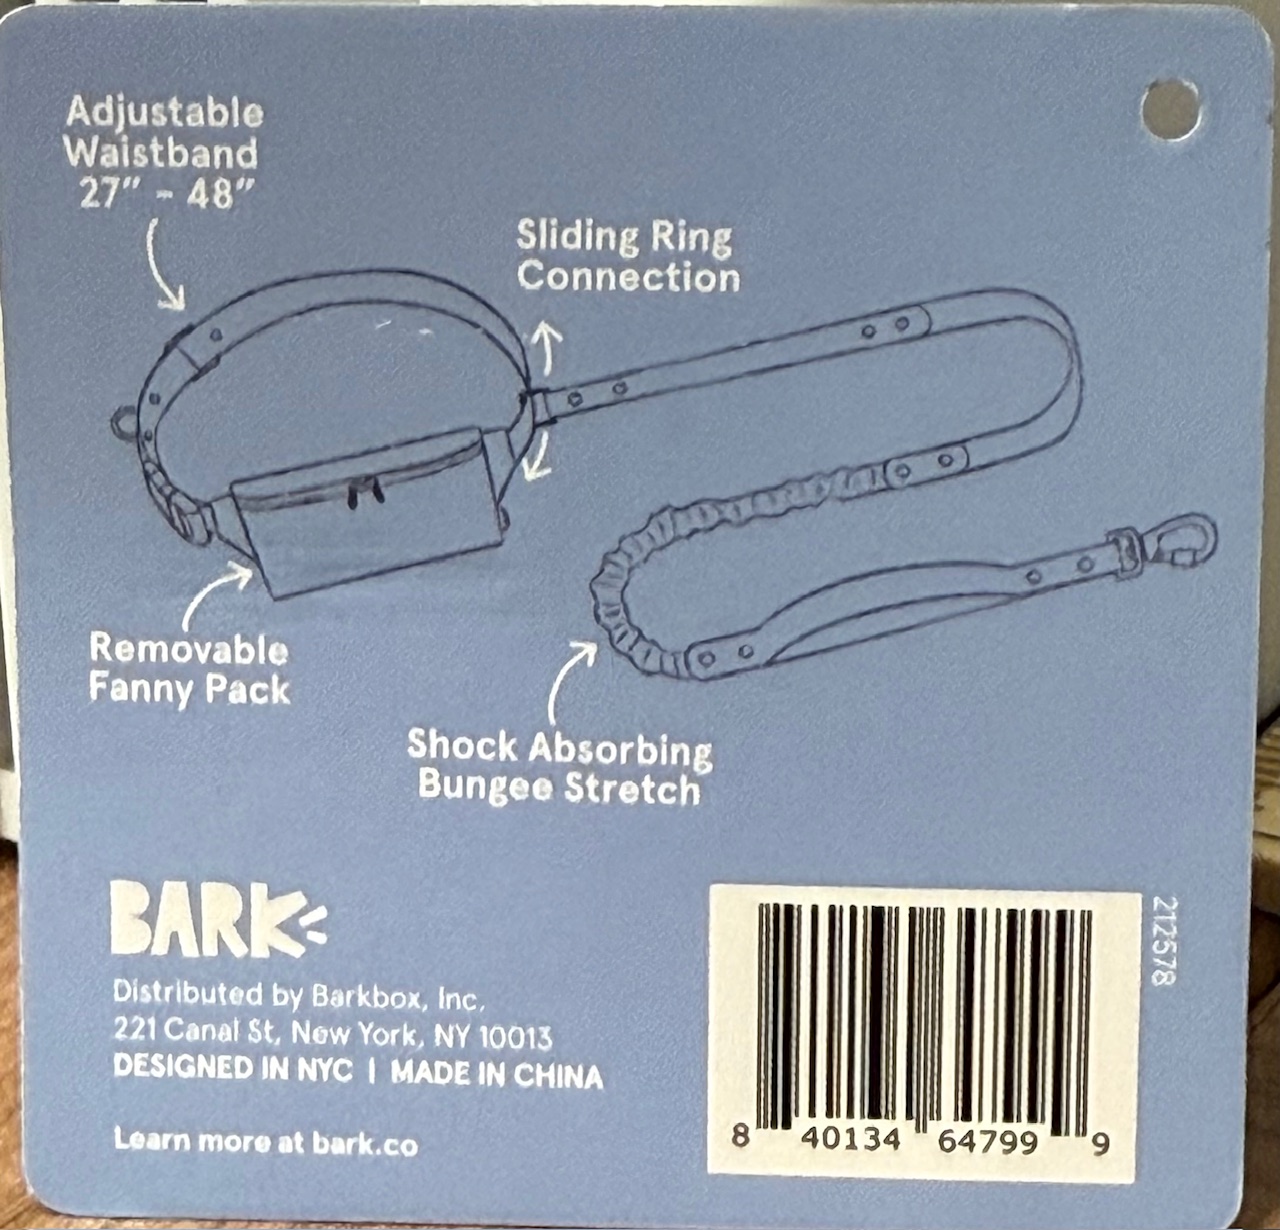 Adjustable
Waistband
27" - 48"
Sliding Ring
Connection
Removable
Fanny Pack
Shock Absorbing
Bungee Stretch
BARK
Distributed by Barkbox, Inc.
221 Canal St, New York, NY 10013
DESIGNED IN NYC | MADE IN CHINA
Learn more at bark.co
212578
8 40134 64799 9